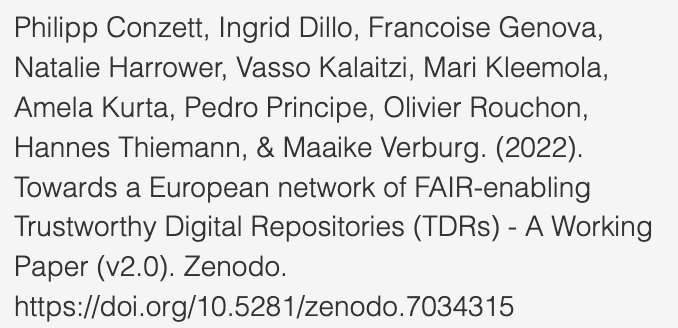 Philipp Conzett, Ingrid Dillo, Francoise Genova,
Natalie Harrower, Vasso Kalaitzi, Mari Kleemola,
Amela Kurta, Pedro Principe, Olivier Rouchon,
Hannes Thiemann, & Maaike Verburg. (2022).
Towards a European network of FAIR-enabling
Trustworthy Digital Repositories (TDRs) - A Working
Paper (v2.0). Zenodo.
https://doi.org/10.5281/zenodo.7034315